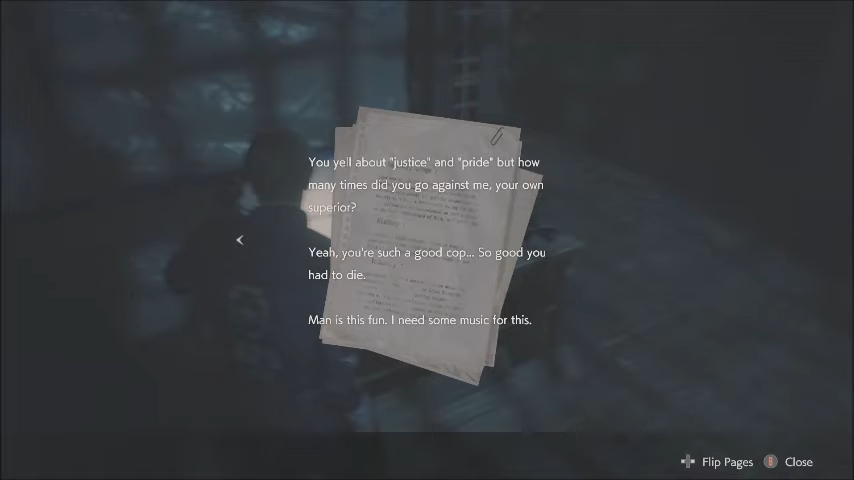 You yell about "justice" and "pride" but how
many times did you go against me, your own
superior?
Yeah, you're such a good cop... So good you
had to die.
Man is this fun. I need some music for this.
Flip Pages
B Close